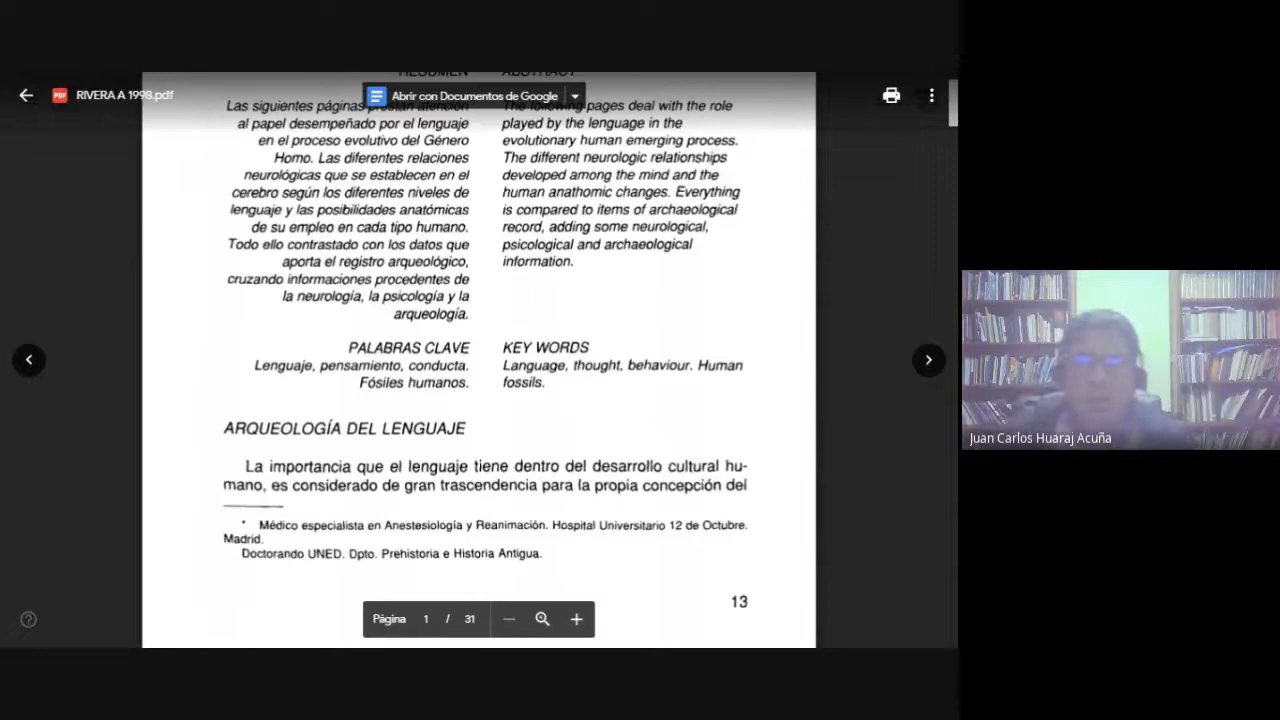 RESUMEN
ABSTRACT
RIVERA A 1998.pdf
PDF
Abrir con Documentos de Google
Las siguientes páginas prestan atención
al papel desempeñado por el lenguaje
en el proceso evolutivo del Género
Homo. Las diferentes relaciones
neurológicas que se establecen en el
cerebro según los diferentes niveles de
lenguaje y las posibilidades anatómicas
de su empleo en cada tipo humano.
Todo ello contrastado con los datos que
aporta el registro arqueológico,
cruzando informaciones procedentes de
la neurología, la psicología y la
arqueología.
The following pages deal with the role
played by the lenguage in the
evolutionary human emerging process.
The different neurologic relationships
developed among the mind and the
human anathomic changes. Everything
is compared to items of archaeological
record, adding some neurological,
psicological and archaeological
information.
PALABRAS CLAVE
Lenguaje, pensamiento, conducta.
Fósiles humanos.
KEY WORDS
Language, thought, behaviour. Human
fossils.
ARQUEOLOGÍA DEL LENGUAJE
La importancia que el lenguaje tiene dentro del desarrollo cultural hu-
mano, es considerado de gran trascendencia para la propia concepción del
* Médico especialista en Anestesiología y Reanimación. Hospital Universitario 12 de Octubre.
Madrid.
Doctorando UNED. Dpto. Prehistoria e Historia Antigua.
13
Página 1 / 31
Juan Carlos Huaraj Acuña